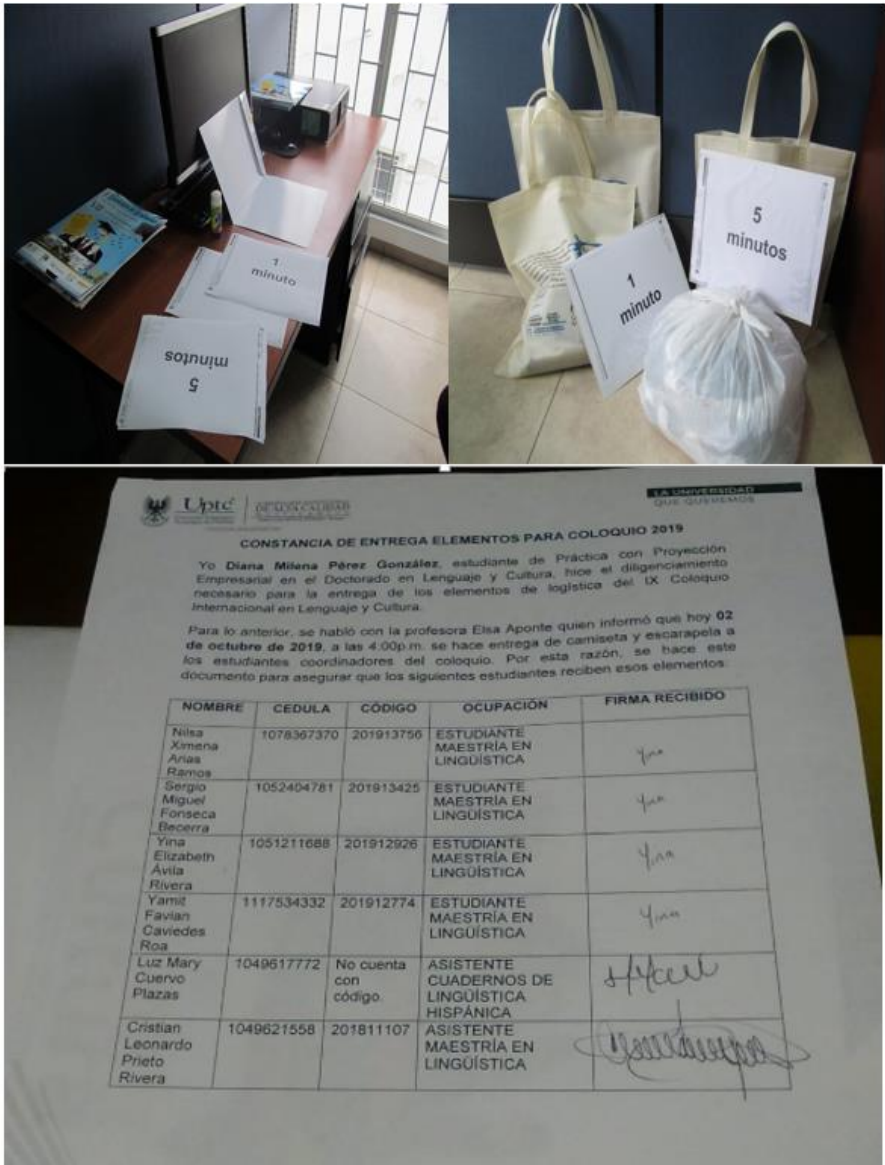 1
minuto
5
minutos
5
minutos
1
minuto
Uptc
DE ALTA CALIDAD
LA UNIVERSIDAD
QUE QUEREMOS
CONSTANCIA DE ENTREGA ELEMENTOS PARA COLOQUIO 2019
Yo Diana Milena Pérez González, estudiante de Práctica con Proyección
Empresarial en el Doctorado en Lenguaje y Cultura, hice el diligenciamiento
necesario para la entrega de los elementos de logística del IX Coloquio
Internacional en Lenguaje y Cultura.
Para lo anterior, se habló con la profesora Elsa Aponte quien informó que hoy 02
de octubre de 2019, a las 4:00p.m. se hace entrega de camiseta y escarapela a
los estudiantes coordinadores del coloquio. Por esta razón, se hace este
documento para asegurar que los siguientes estudiantes reciben esos elementos:
NOMBRE CEDULA CÓDIGO OCUPACIÓN FIRMA RECIBIDO
Nilsa 1078367370 201913756 ESTUDIANTE
Ximena MAESTRÍA EN
Arias LINGÜÍSTICA Yina
Ramos
Sergio 1052404781 201913425 ESTUDIANTE
Miguel MAESTRÍA EN Yina
Fonseca LINGÜÍSTICA
Becerra
Yina 1051211688 201912926 ESTUDIANTE
Elizabeth MAESTRÍA EN Yina
Ávila LINGÜÍSTICA
Rivera
Yamit 1117534332 201912774 ESTUDIANTE
Favian MAESTRÍA EN Yina
Caviedes LINGÜÍSTICA
Roa
Luz Mary 1049617772 No cuenta ASISTENTE
Cuervo con CUADERNOS DE
Plazas código. LINGÜÍSTICA
HISPÁNICA
Cristian 1049621558 201811107 ASISTENTE
Leonardo MAESTRÍA EN
Prieto LINGÜÍSTICA
Rivera